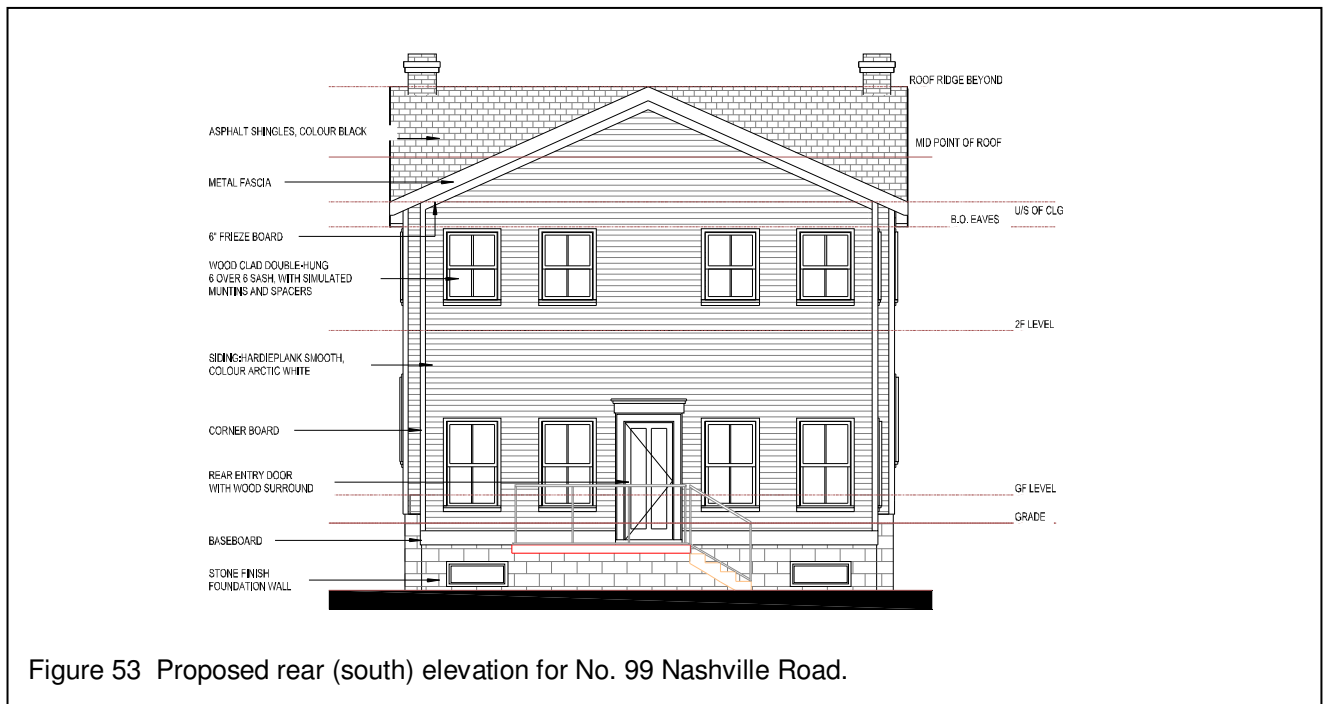 ROOF RIDGE BEYOND
ASPHALT SHINGLES, COLOUR BLACK
MID POINT OF ROOF
METAL FASCIA
U/S OF CLG
B.O. EAVES
6" FRIEZE BOARD
WOOD CLAD DOUBLE-HUNG
6 OVER 6 SASH, WITH SIMULATED
MUNTINS AND SPACERS
2F LEVEL
SIDING:HARDIEPLANK SMOOTH,
COLOUR ARCTIC WHITE
CORNER BOARD
REAR ENTRY DOOR
WITH WOOD SURROUND
GF LEVEL
GRADE
BASEBOARD
STONE FINISH
FOUNDATION WALL
Figure 53 Proposed rear (south) elevation for No. 99 Nashville Road.